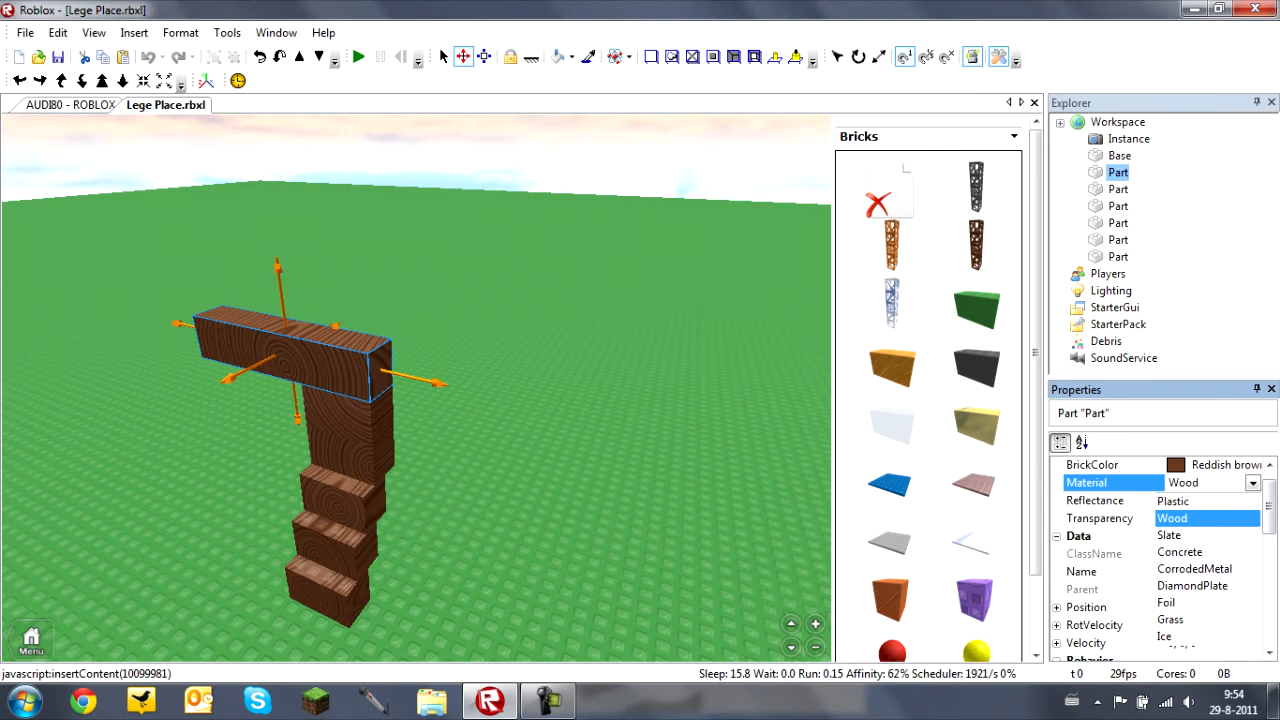 Roblox - [Lege Place.rbxl]
File Edit View Insert Format Tools Window Help
AUDI80 - ROBLOX Lege Place.rbxl
Explorer
Workspace
Instance
Base
Part
Part
Part
Part
Part
Part
Players
Lighting
StarterGui
StarterPack
Debris
SoundService
Bricks
Properties
Part "Part"
BrickColor Reddish brow
Material Wood
Reflectance Plastic
Transparency Wood
Data Slate
ClassName Concrete
Name CorrodedMetal
Parent DiamondPlate
Position Foil
RotVelocity Grass
Velocity Ice
Behavior
Menu
javascript:insertContent(10099981) Sleep: 15.8 Wait: 0.0 Run: 0.15 Affinity: 62% Scheduler: 1921/s 0% t 0 29fps Cores: 0 0B
9:54
29-8-2011